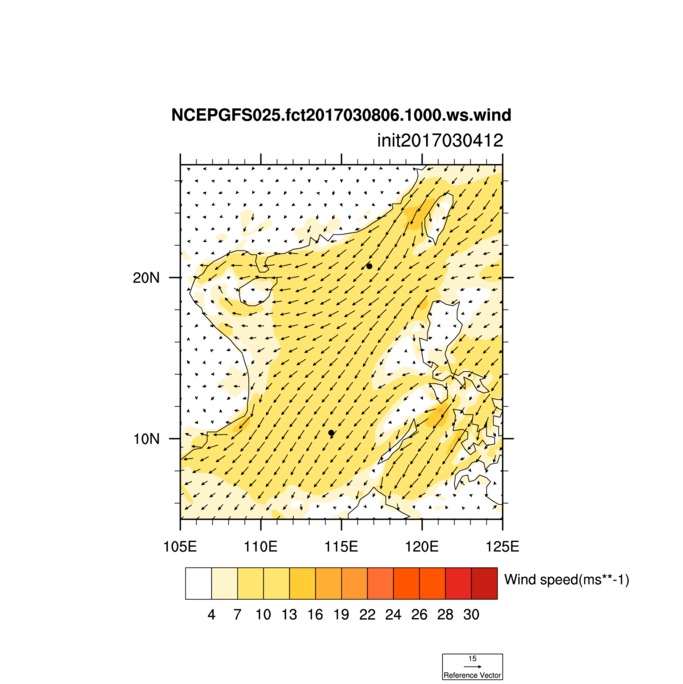 NCEPGFS025.fct2017030806.1000.ws.wind
init2017030412
20N
10N
105E 110E 115E 120E 125E
Wind speed(ms**-1)
4 7 10 13 16 19 22 24 26 28 30
15
Reference Vector